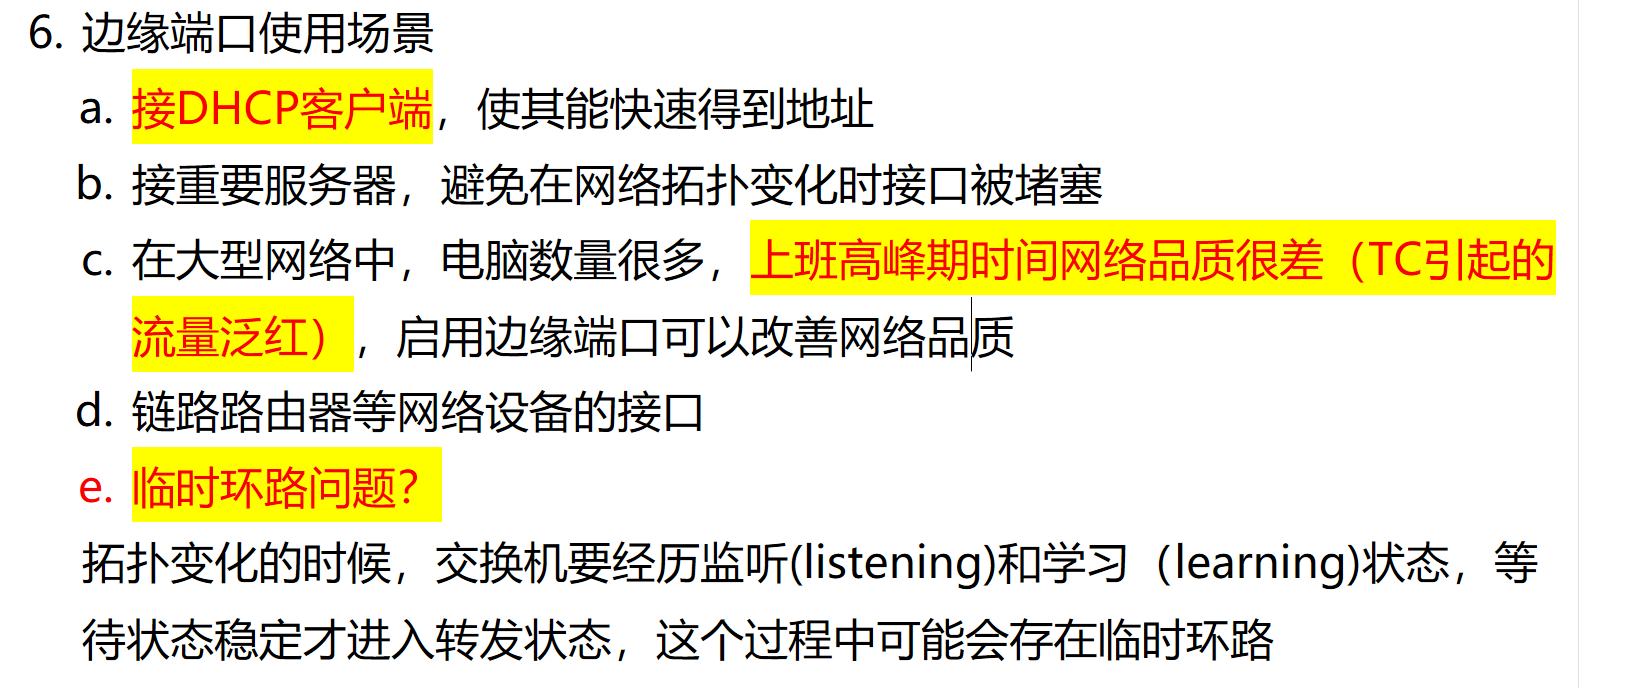 6. 边缘端口使用场景
a. 接DHCP客户端，使其能快速得到地址
b. 接重要服务器，避免在网络拓扑变化时接口被堵塞
c. 在大型网络中，电脑数量很多，上班高峰期时间网络品质很差（TC引起的
流量泛红），启用边缘端口可以改善网络品质
d. 链路路由器等网络设备的接口
e. 临时环路问题？
拓扑变化的时候，交换机要经历监听(listening)和学习（learning)状态，等
待状态稳定才进入转发状态，这个过程中可能会存在临时环路